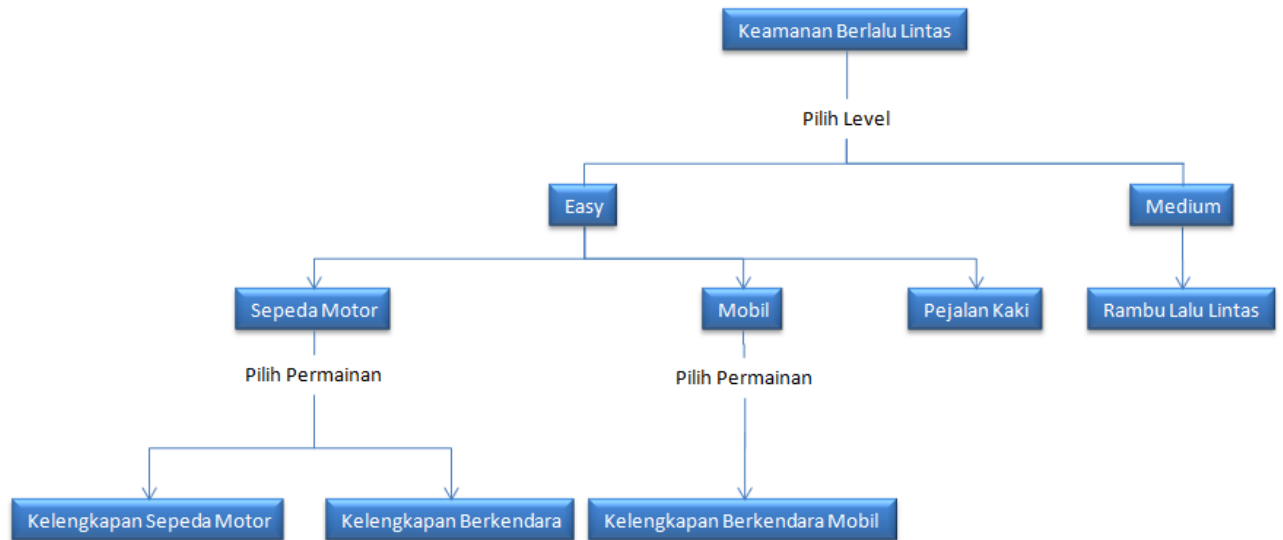 Keamanan Berlalu Lintas
Pilih Level
Easy
Medium
Sepeda Motor
Mobil
Pejalan Kaki
Rambu Lalu Lintas
Pilih Permainan
Pilih Permainan
Kelengkapan Sepeda Motor
Kelengkapan Berkendara
Kelengkapan Berkendara Mobil